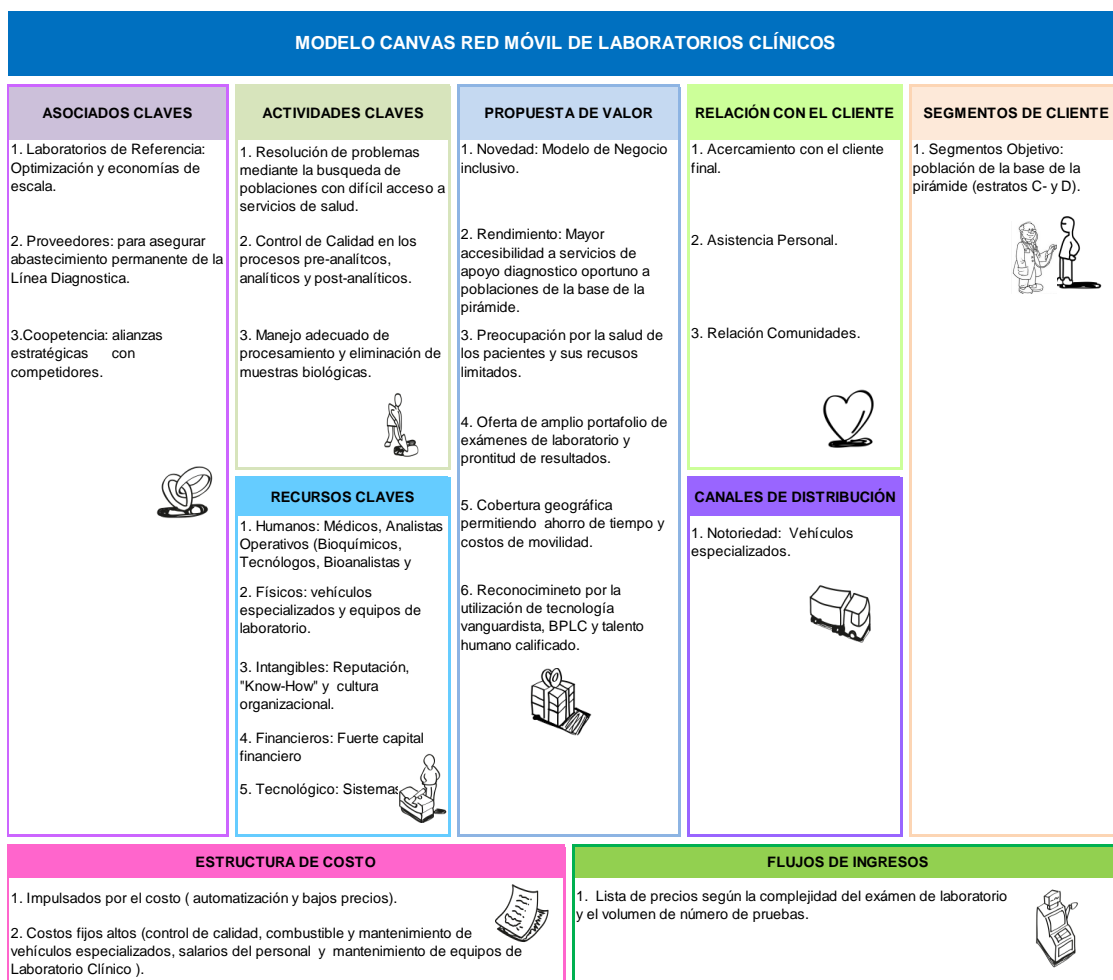 MODELO CANVAS RED MÓVIL DE LABORATORIOS CLÍNICOS
ASOCIADOS CLAVES
1. Laboratorios de Referencia:
Optimización y economías de
escala.
2. Proveedores: para asegurar
abastecimiento permanente de la
Línea Diagnostica.
3.Coopetencia: alianzas
estratégicas con
competidores.
ACTIVIDADES CLAVES
1. Resolución de problemas
mediante la busqueda de
poblaciones con difícil acceso a
servicios de salud.
2. Control de Calidad en los
procesos pre-analítcos,
analíticos y post-analíticos.
3. Manejo adecuado de
procesamiento y eliminación de
muestras biológicas.
RECURSOS CLAVES
1. Humanos: Médicos, Analistas
Operativos (Bioquímicos,
Tecnólogos, Bioanalistas y
2. Físicos: vehículos
especializados y equipos de
laboratorio.
3. Intangibles: Reputación,
"Know-How" y cultura
organizacional.
4. Financieros: Fuerte capital
financiero
5. Tecnológico: Sistemas
PROPUESTA DE VALOR
1. Novedad: Modelo de Negocio
inclusivo.
2. Rendimiento: Mayor
accesibilidad a servicios de
apoyo diagnostico oportuno a
poblaciones de la base de la
pirámide.
3. Preocupación por la salud de
los pacientes y sus recusos
limitados.
4. Oferta de amplio portafolio de
exámenes de laboratorio y
prontitud de resultados.
5. Cobertura geográfica
permitiendo ahorro de tiempo y
costos de movilidad.
6. Reconocimineto por la
utilización de tecnología
vanguardista, BPLC y talento
humano calificado.
RELACIÓN CON EL CLIENTE
1. Acercamiento con el cliente
final.
2. Asistencia Personal.
3. Relación Comunidades.
CANALES DE DISTRIBUCIÓN
1. Notoriedad: Vehículos
especializados.
SEGMENTOS DE CLIENTE
1. Segmentos Objetivo:
población de la base de la
pirámide (estratos C- y D).
ESTRUCTURA DE COSTO
1. Impulsados por el costo ( automatización y bajos precios).
2. Costos fijos altos (control de calidad, combustible y mantenimiento de
vehículos especializados, salarios del personal y mantenimiento de equipos de
Laboratorio Clínico ).
FLUJOS DE INGRESOS
1. Lista de precios según la complejidad del exámen de laboratorio
y el volumen de número de pruebas.